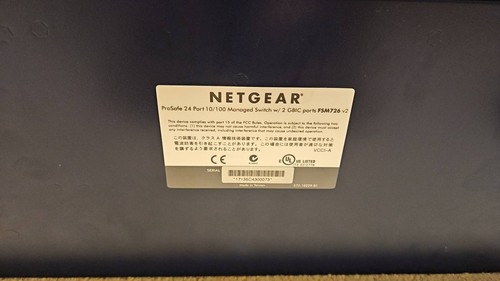 NETGEAR®
ProSafe 24 Port 10/100 Managed Switch w/ 2 GBIC ports FSM726 v2
This device complies with part 15 of the FCC Rules. Operation is subject to the following two
conditions: (1) this device may not cause harmful interference, and (2) this device must accept
any interference received, including interference that may cause undesired operation.
この装置は、クラスA情報技術装置です。この装置を家庭環境で使用すると
電波妨害を引き起こすことがあります。この場合には使用者が適切な対策
を講ずるよう要求されることがあります。
VCCI-A
CE
UL
LISTED
SERIAL
Made in Taiwan